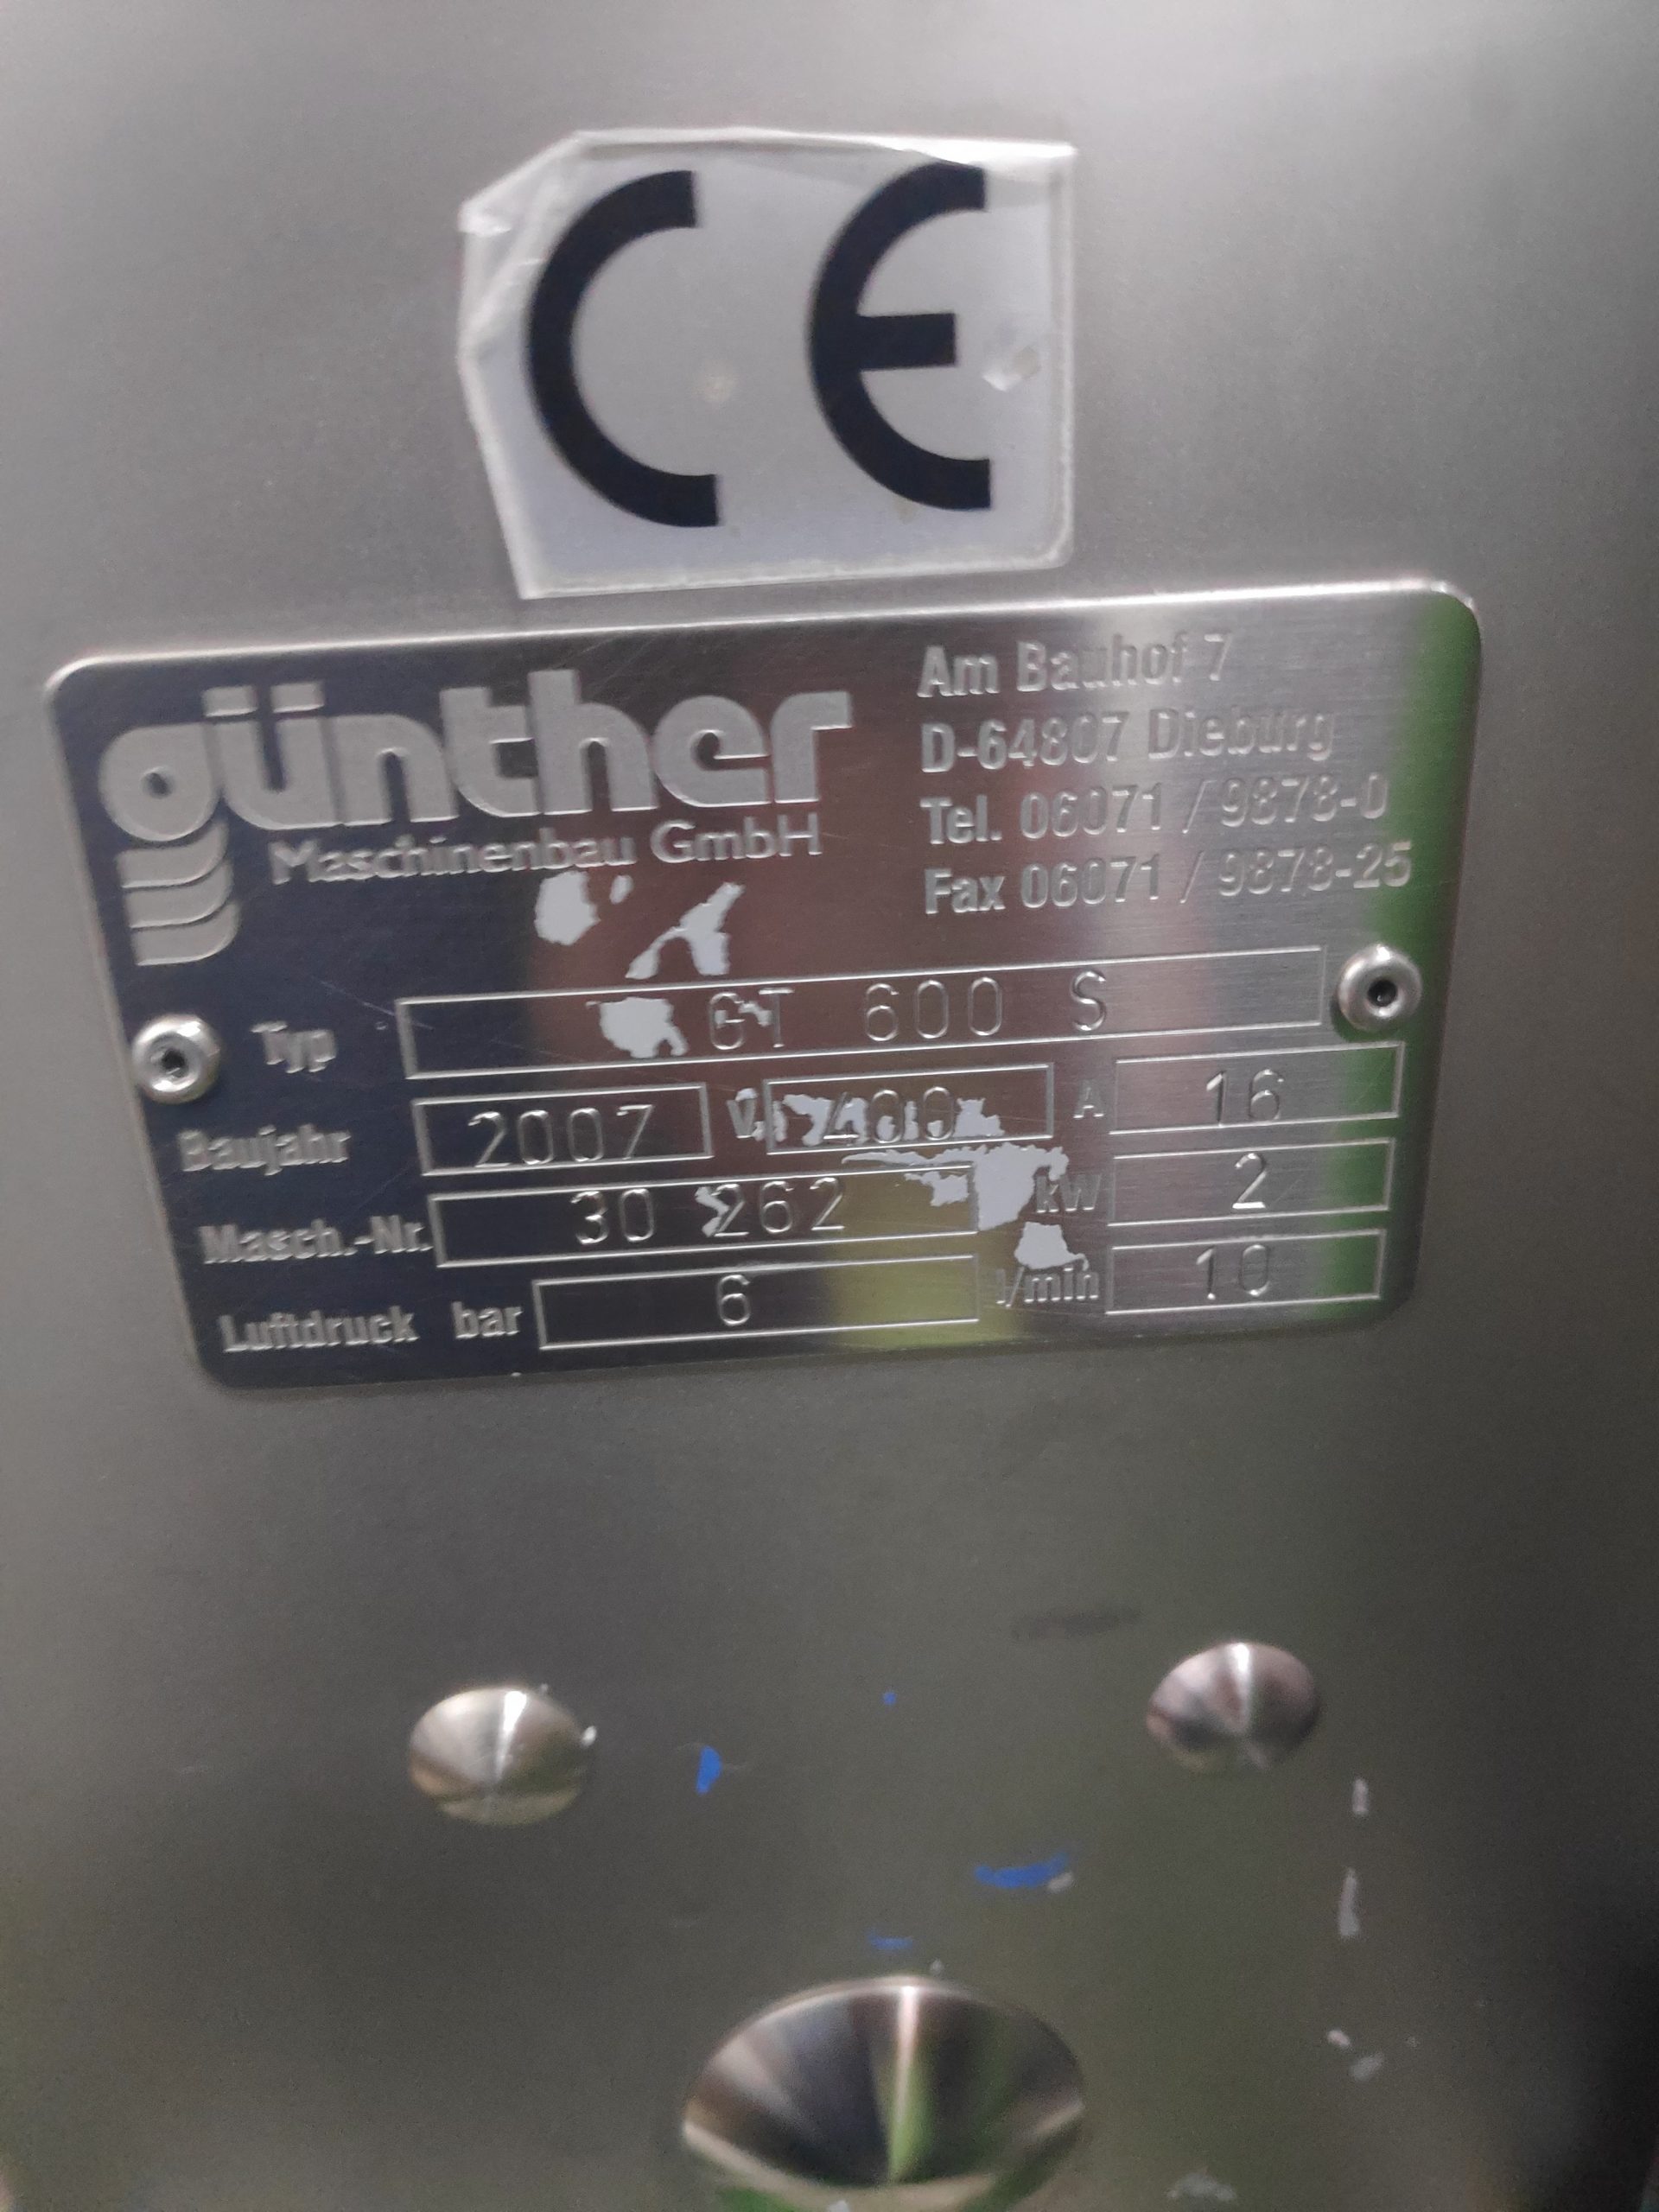 CE
günther
Maschinenbau GmbH
Am Bauhof 7
D-64807 Dieburg
Tel. 06071 / 9878-0
Fax 06071 / 9878-25
Typ GT 600 S
Baujahr 2007 V 400 A 16
Masch.-Nr. 30 262 kW 2
Luftdruck bar 6 l/min 10